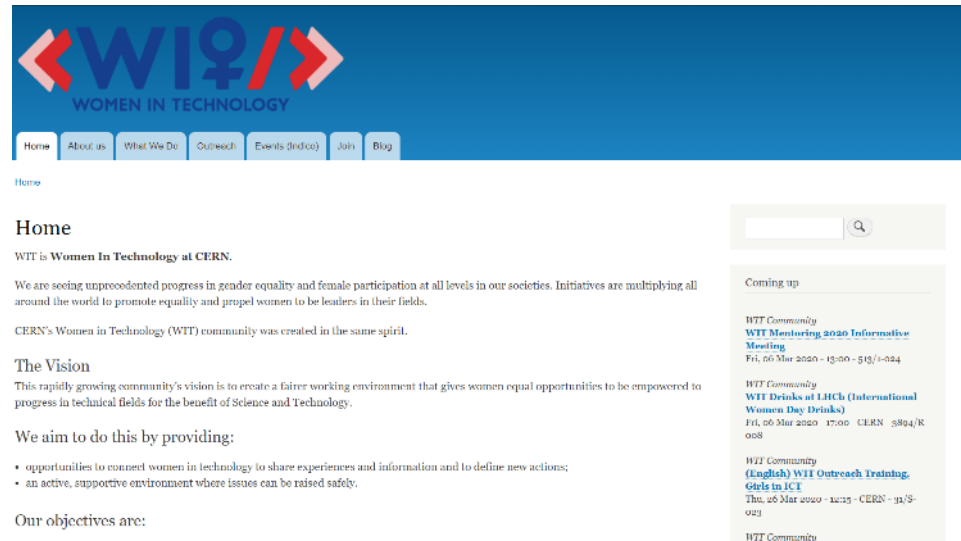 WIT
WOMEN IN TECHNOLOGY
Home About us What We Do Outreach Events (Indico) Join Blog
Home
Home
WIT is Women In Technology at CERN.
We are seeing unprecedented progress in gender equality and female participation at all levels in our societies. Initiatives are multiplying all
around the world to promote equality and propel women to be leaders in their fields.
CERN's Women in Technology (WIT) community was created in the same spirit.
The Vision
This rapidly growing community's vision is to create a fairer working environment that gives women equal opportunities to be empowered to
progress in technical fields for the benefit of Science and Technology.
We aim to do this by providing:
• opportunities to connect women in technology to share experiences and information and to define new actions;
• an active, supportive environment where issues can be raised safely.
Our objectives are:
Coming up
WIT Community
WIT Mentoring 2020 Informative
Meeting
Fri, 06 Mar 2020 - 13:00 - 513/1-024
WIT Community
WIT Drinks at LHCb (International
Women Day Drinks)
Fri, 06 Mar 2020 17:00 CERN 3894/R
008
WIT Community
(English) WIT Outreach Training,
Girls in ICT
Thu, 26 Mar 2020 - 12:15 - CERN - 31/S-
023
WIT Community